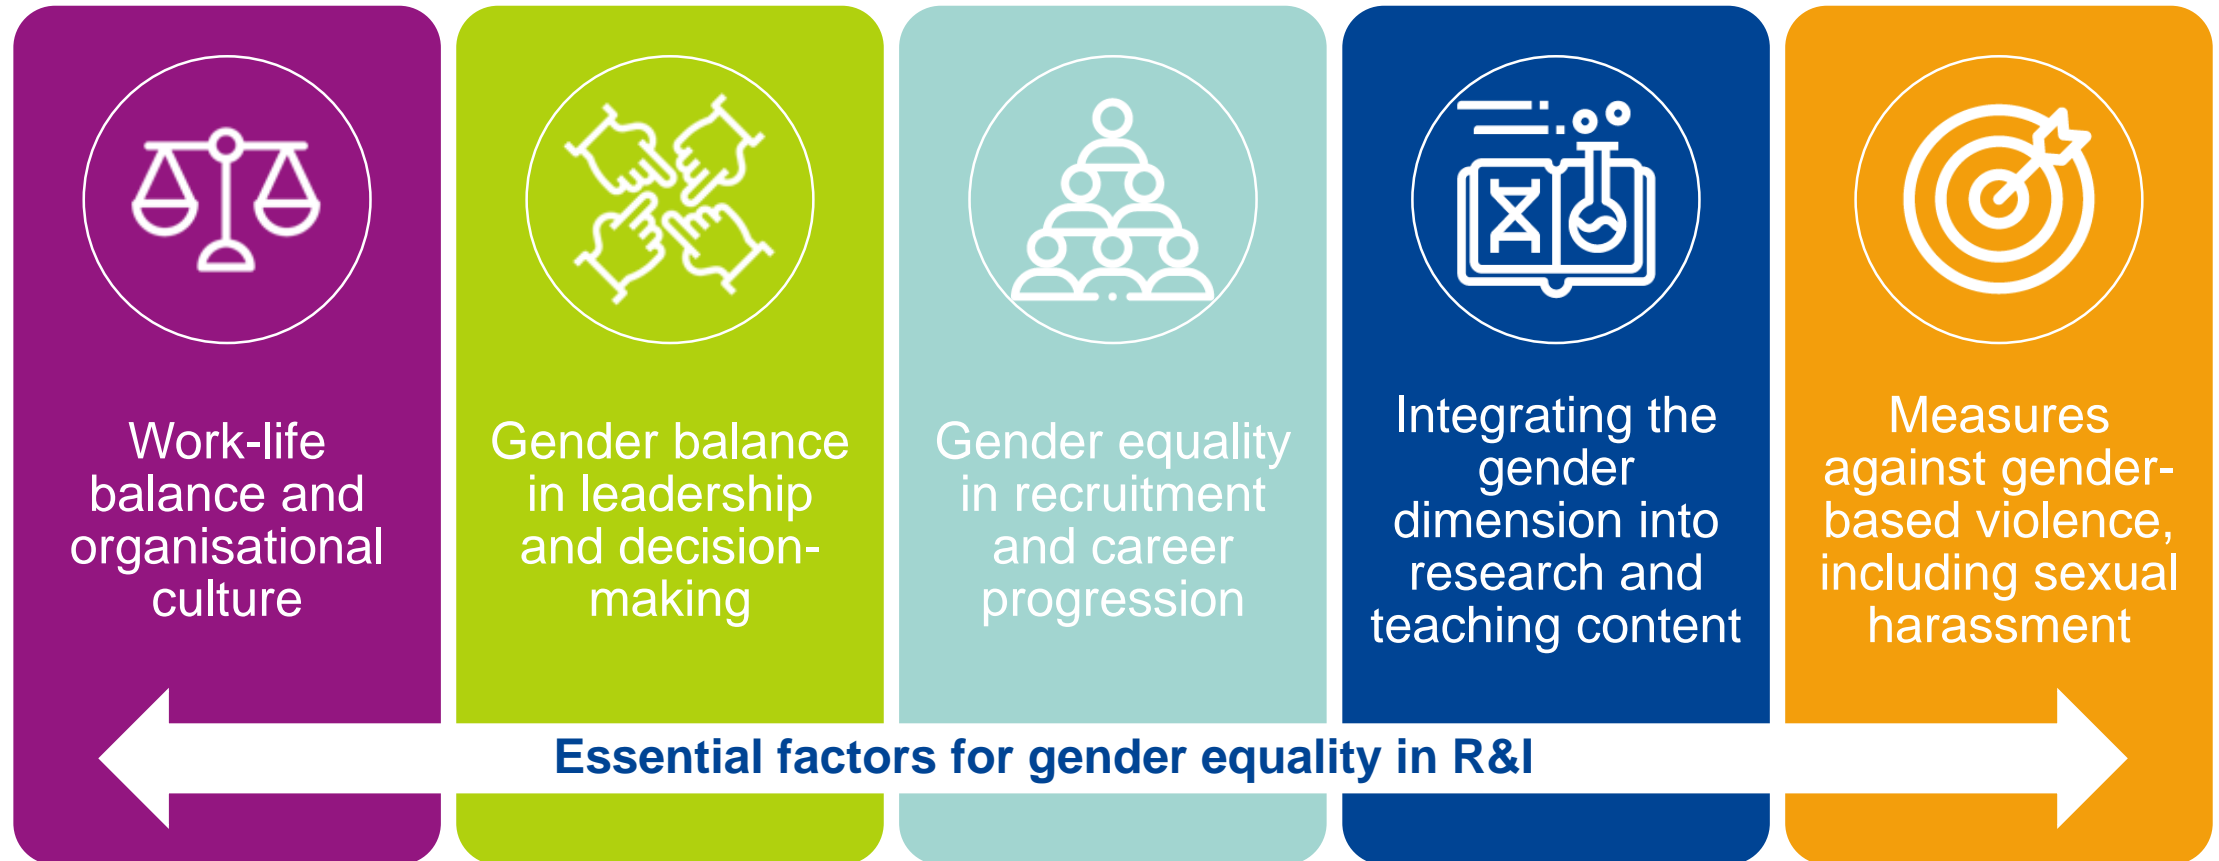 Work-life
balance and
organisational
culture
Gender balance
in leadership
and decision-
making
Gender equality
in recruitment
and career
progression
Integrating the
gender
dimension into
research and
teaching content
Measures
against gender-
based violence,
including sexual
harassment
Essential factors for gender equality in R&I